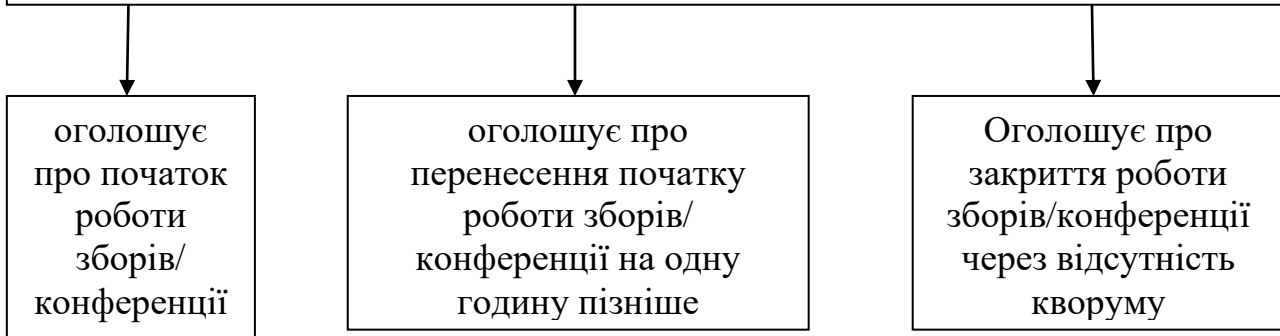 оголошує
про початок
роботи
зборів/
конференції
оголошує про
перенесення початку
роботи зборів/
конференції на одну
годину пізніше
Оголошує про
закриття роботи
зборів/конференції
через відсутність
кворуму